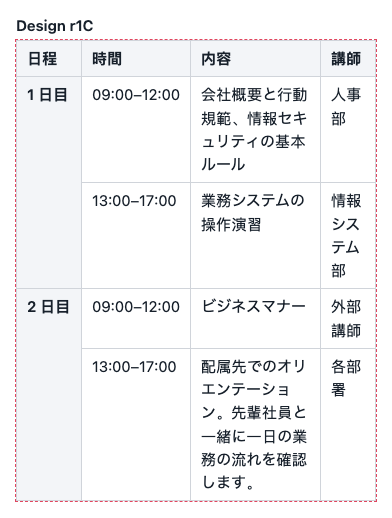 Design r1C
日程 時間 内容 講師
1 日目 09:00–12:00 会社概要と行動 人事
規範、情報セキ 部
ュリティの基本
ルール
13:00–17:00 業務システムの 情報
操作演習 シス
テム
部
2 日目 09:00–12:00 ビジネスマナー 外部
講師
13:00–17:00 配属先でのオリ 各部
エンテーショ 署
ン。先輩社員と
一緒に一日の業
務の流れを確認
します。